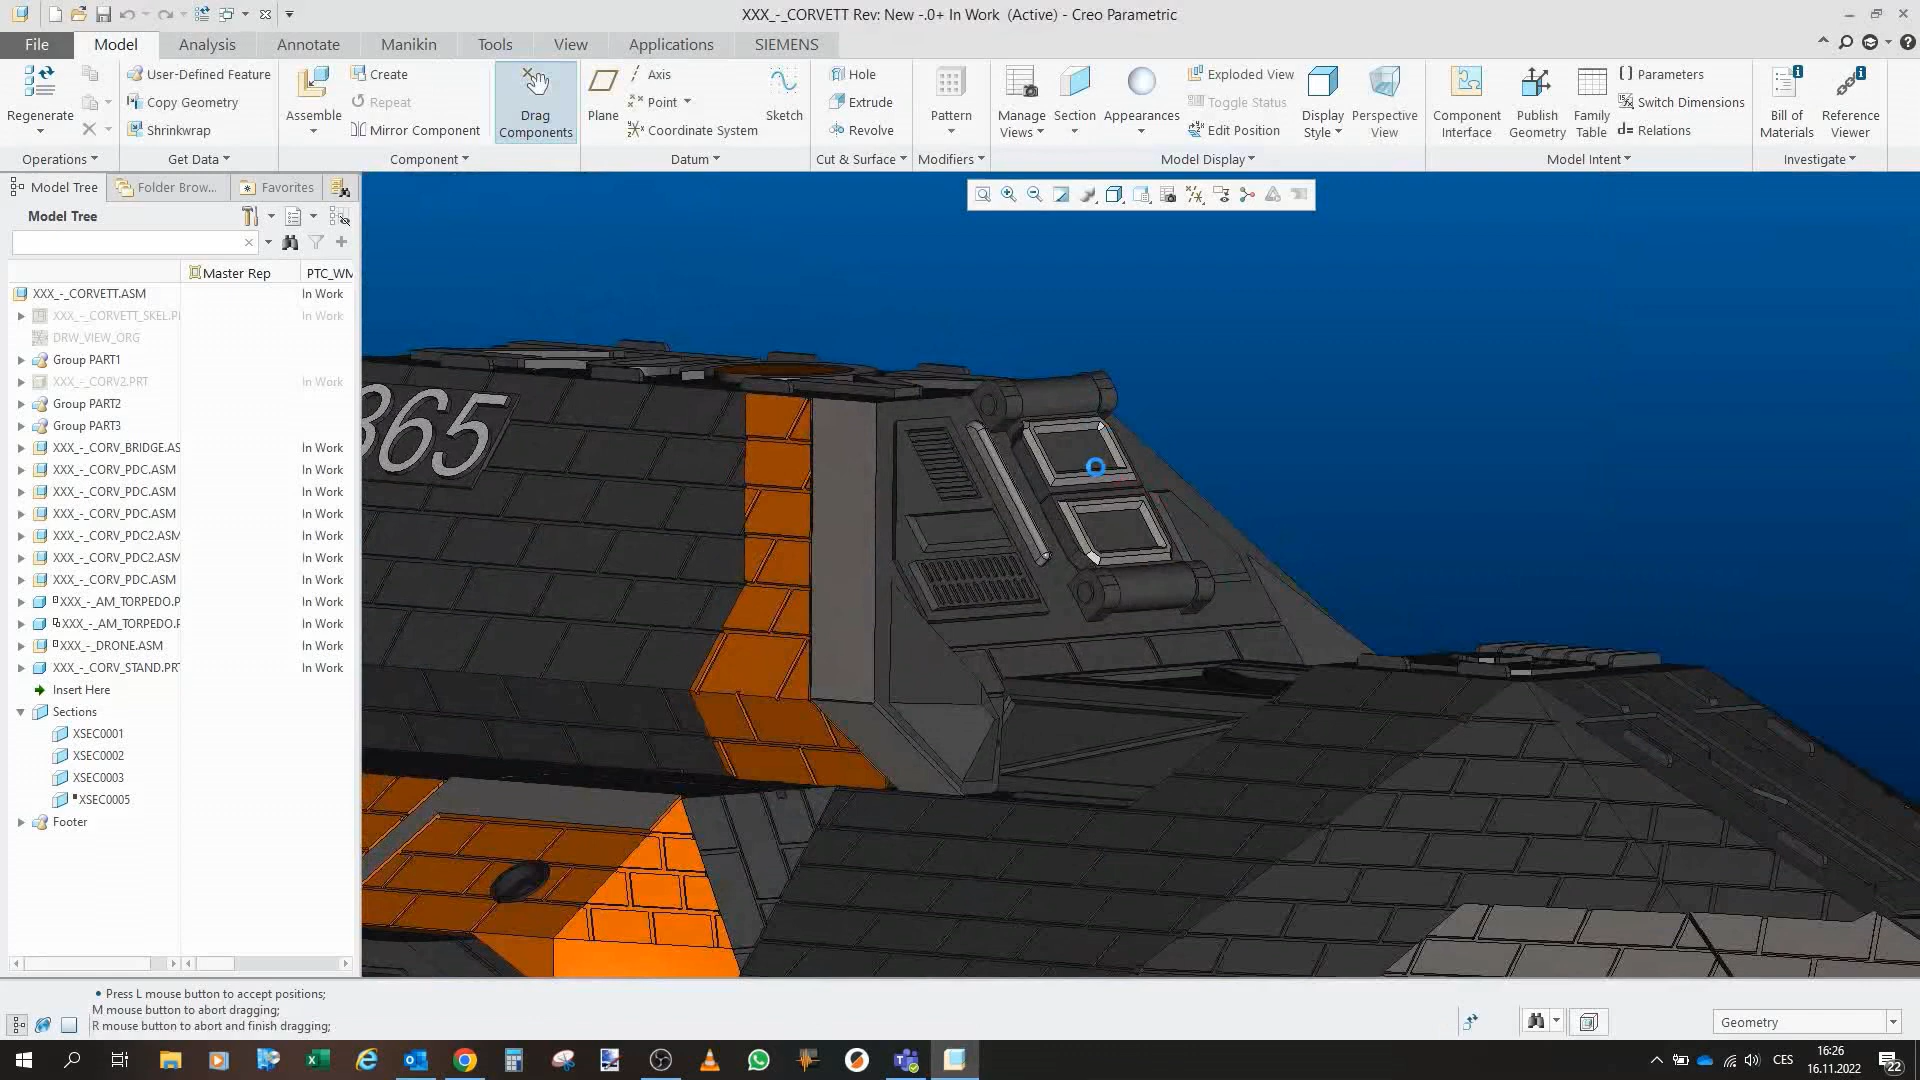 XXX_-_CORVETT Rev: New -.0+ In Work (Active) - Creo Parametric
File Model Analysis Annotate Manikin Tools View Applications SIEMENS
Regenerate
User-Defined Feature
Copy Geometry
Shrinkwrap
Assemble
Create
Repeat
Mirror Component
Drag
Components
Plane
Axis
Point
Coordinate System
Sketch
Hole
Extrude
Revolve
Pattern
Manage
Views
Section
Appearances
Exploded View
Toggle Status
Edit Position
Display
Style
Perspective
View
Component
Interface
Publish
Geometry
Family
Table
Parameters
Switch Dimensions
Relations
Bill of
Materials
Reference
Viewer
Operations Get Data Component Datum Cut & Surface Modifiers Model Display Model Intent Investigate
Model Tree Folder Brow... Favorites
Model Tree
Master Rep PTC_WM
XXX_-_CORVETT.ASM In Work
XXX_-_CORVETT_SKEL.P In Work
DRW_VIEW_ORG
Group PART1
XXX_-_CORV2.PRT In Work
Group PART2
Group PART3
XXX_-_CORV_BRIDGE.AS In Work
XXX_-_CORV_PDC.ASM In Work
XXX_-_CORV_PDC.ASM In Work
XXX_-_CORV_PDC.ASM In Work
XXX_-_CORV_PDC2.ASM In Work
XXX_-_CORV_PDC2.ASM In Work
XXX_-_CORV_PDC.ASM In Work
XXX_-_AM_TORPEDO.P In Work
XXX_-_AM_TORPEDO.P In Work
XXX_-_DRONE.ASM In Work
XXX_-_CORV_STAND.PRT In Work
Insert Here
Sections
XSEC0001
XSEC0002
XSEC0003
XSEC0005
Footer
365
• Press L mouse button to accept positions;
M mouse button to abort dragging;
R mouse button to abort and finish dragging;
Geometry
CES
16:26
16.11.2022
22